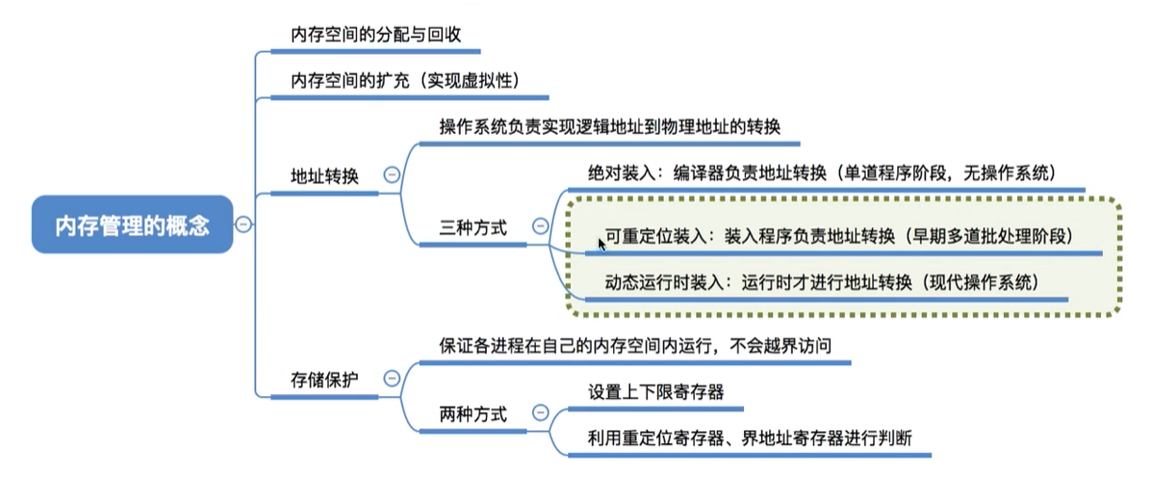 内存空间的分配与回收
内存空间的扩充（实现虚拟性）
操作系统负责实现逻辑地址到物理地址的转换
地址转换
绝对装入：编译器负责地址转换（单道程序阶段，无操作系统）
三种方式
可重定位装入：装入程序负责地址转换（早期多道批处理阶段）
动态运行时装入：运行时才进行地址转换（现代操作系统）
内存管理的概念
保证各进程在自己的内存空间内运行，不会越界访问
存储保护
设置上下限寄存器
两种方式
利用重定位寄存器、界地址寄存器进行判断